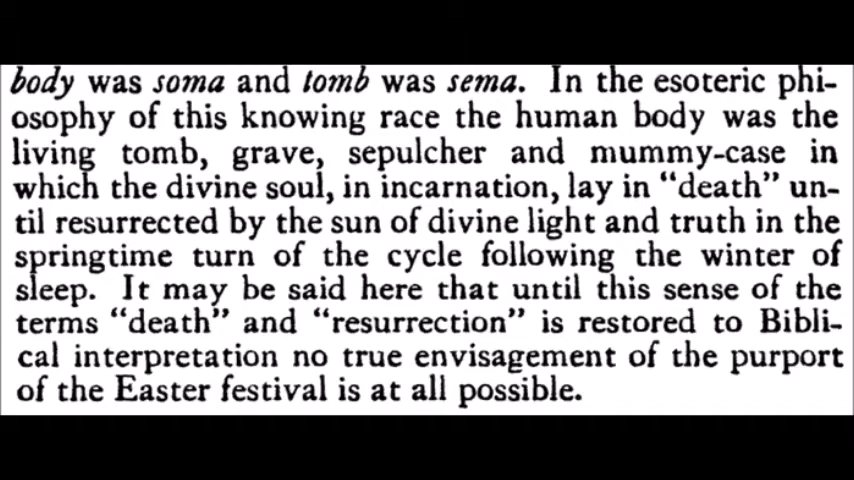 body was soma and tomb was sema. In the esoteric phi-
osophy of this knowing race the human body was the
living tomb, grave, sepulcher and mummy-case in
which the divine soul, in incarnation, lay in "death" un-
til resurrected by the sun of divine light and truth in the
springtime turn of the cycle following the winter of
sleep. It may be said here that until this sense of the
terms "death" and "resurrection" is restored to Bibli-
cal interpretation no true envisagement of the purport
of the Easter festival is at all possible.